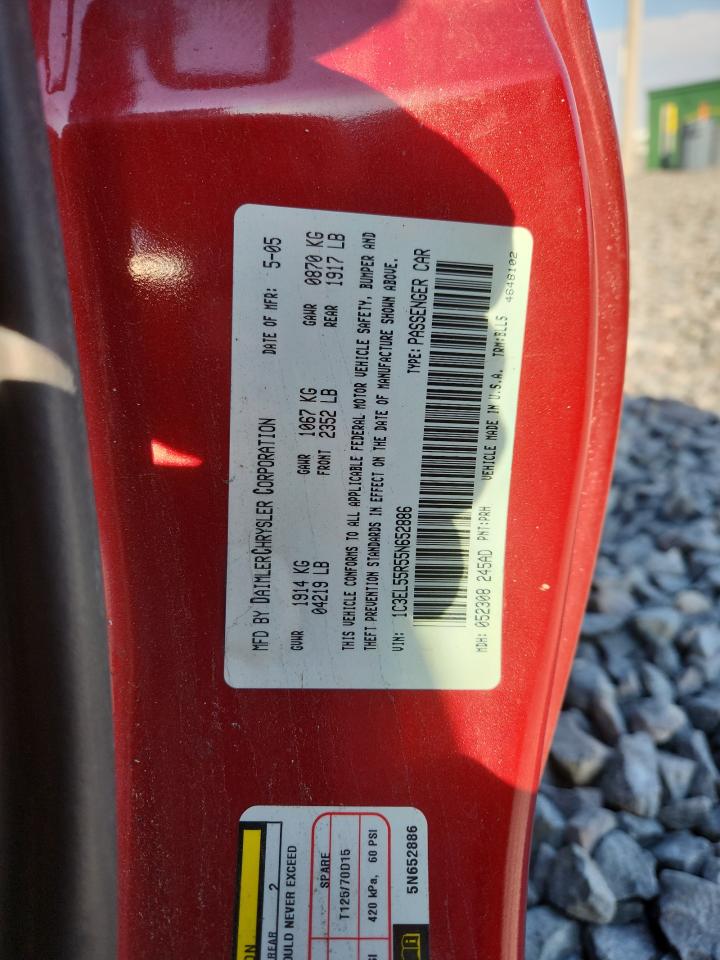 MFD BY DAIMLERCHRYSLER CORPORATION DATE OF MFR: 5-05
GVWR 1914 KG GAWR 1067 KG GAWR 0870 KG
04219 LB FRONT 2352 LB REAR 1917 LB
THIS VEHICLE CONFORMS TO ALL APPLICABLE FEDERAL MOTOR VEHICLE SAFETY, BUMPER AND
THEFT PREVENTION STANDARDS IN EFFECT ON THE DATE OF MANUFACTURE SHOWN ABOVE.
VIN: 1C3EL55R55N652886 TYPE: PASSENGER CAR
MDH: 052308 245AD PNT:PRH VEHICLE MADE IN U.S.A. TRM:BLLS
4648102
ON
REAR 2
OULD NEVER EXCEED
SPARE
T125/70D15
420 kPa, 60 PSI
SI
5N652886